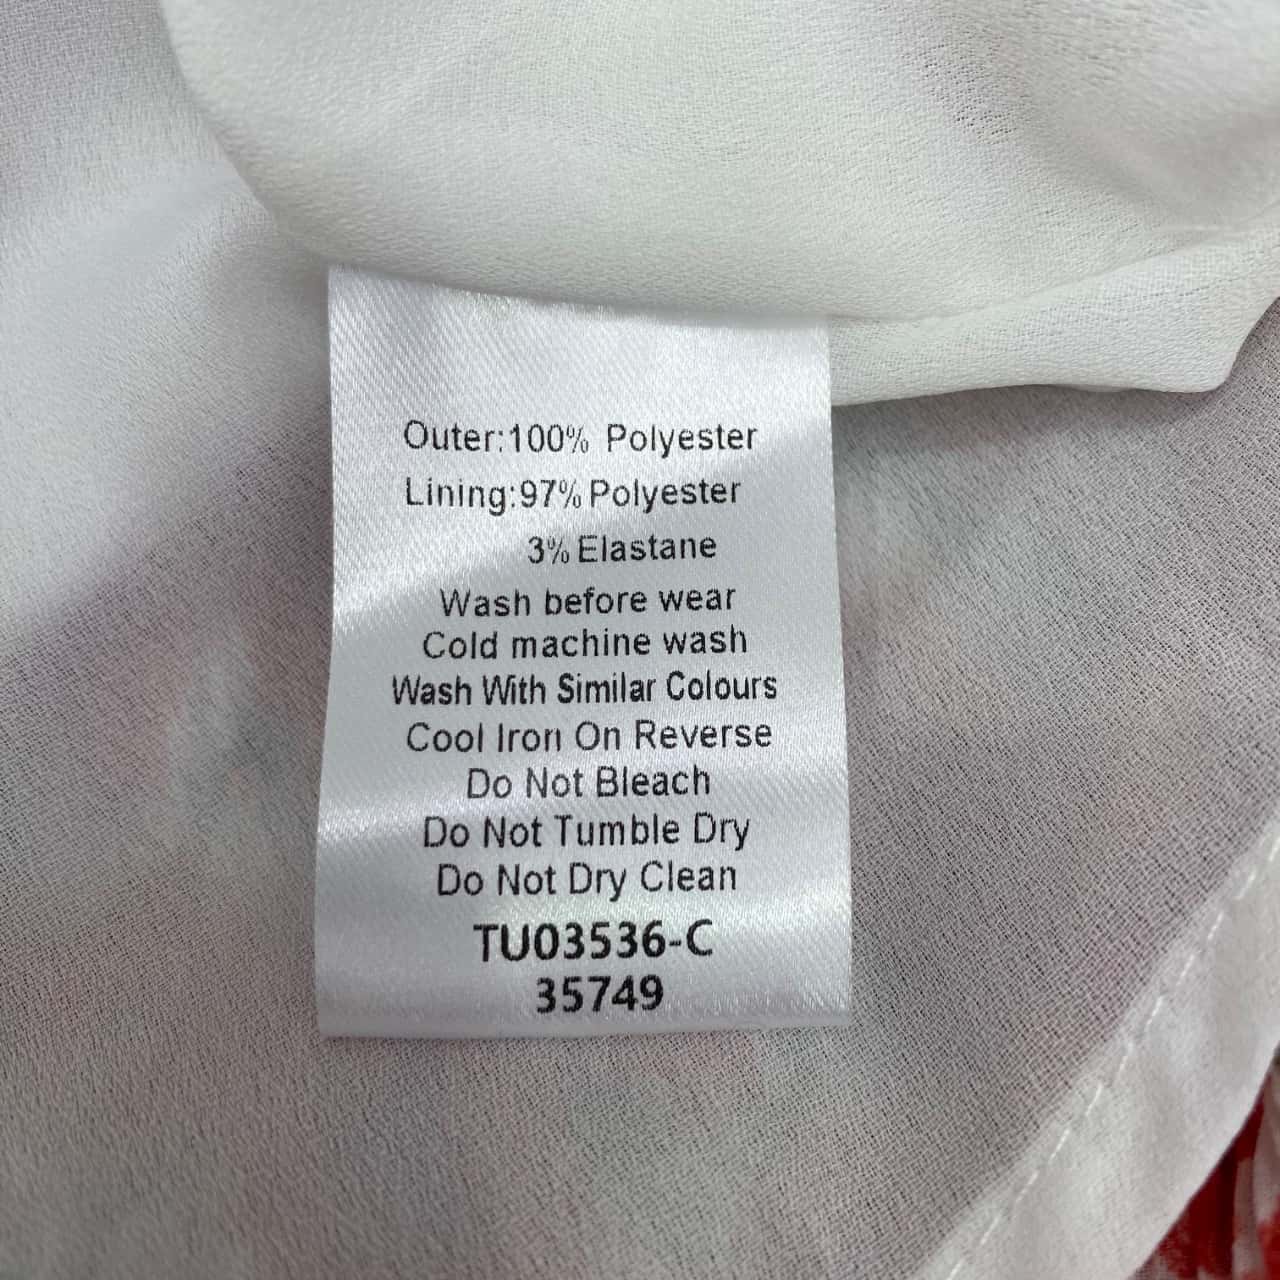 Outer:100% Polyester
Lining:97% Polyester
3% Elastane
Wash before wear
Cold machine wash
Wash With Similar Colours
Cool Iron On Reverse
Do Not Bleach
Do Not Tumble Dry
Do Not Dry Clean
TU03536-C
35749